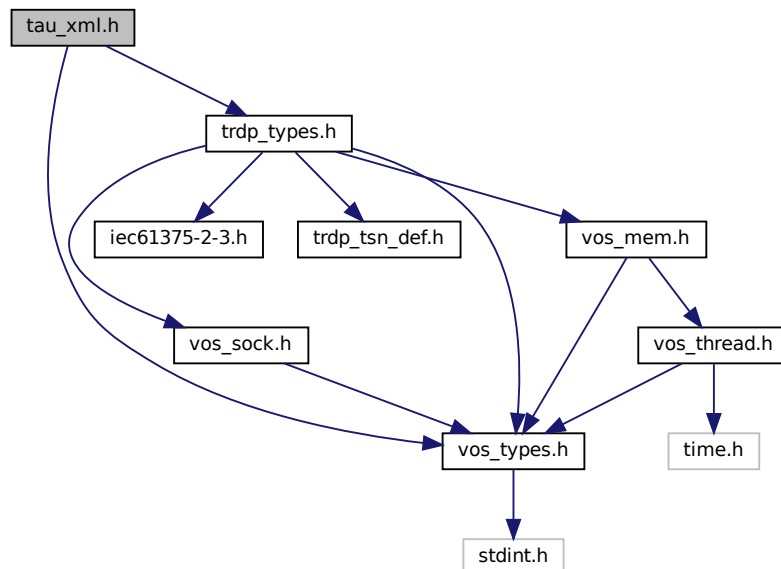 tau_xml.h
trdp_types.h
iec61375-2-3.h
trdp_tsn_def.h
vos_mem.h
vos_sock.h
vos_thread.h
vos_types.h
time.h
stdint.h